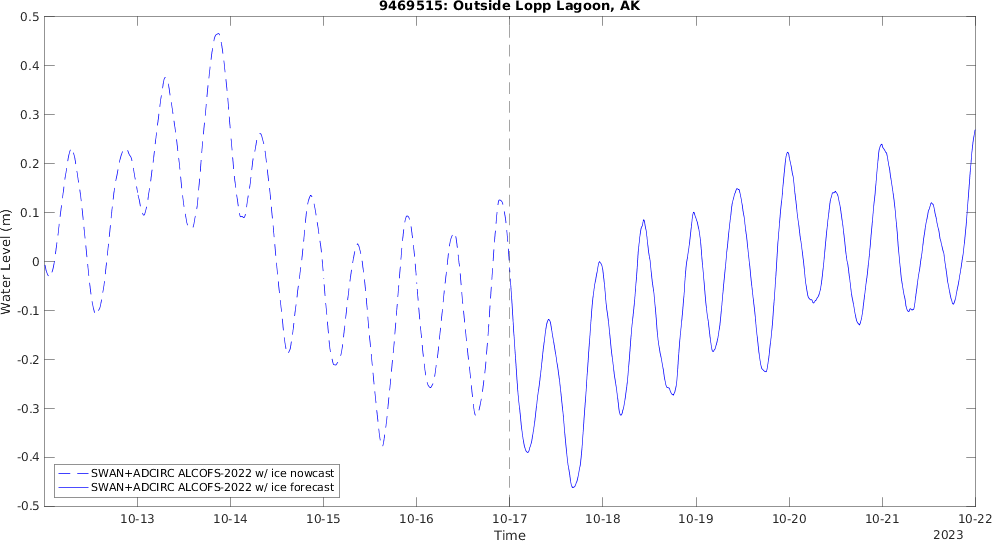 9469515: Outside Lopp Lagoon, AK
0.5
0.4
0.3
0.2
0.1
0
-0.1
-0.2
-0.3
-0.4
-0.5
Water Level (m)
SWAN+ADCIRC ALCOFS-2022 w/ ice nowcast
SWAN+ADCIRC ALCOFS-2022 w/ ice forecast
10-13 10-14 10-15 10-16 10-17 10-18 10-19 10-20 10-21 10-22
Time
2023